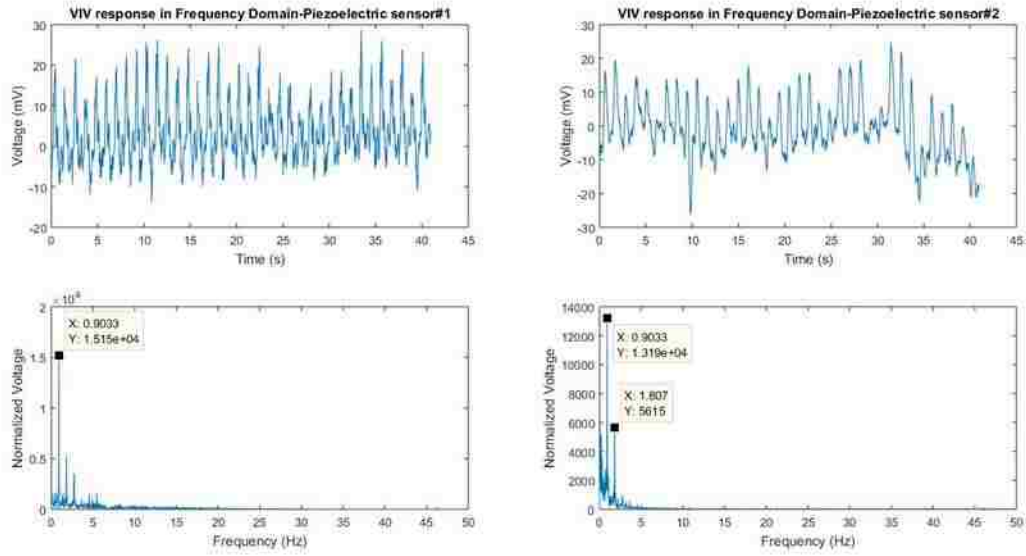 VIV response in Frequency Domain-Piezoelectric sensor#1
30
20
10
0
-10
-20
Voltage (mV)
0 5 10 15 20 25 30 35 40 45
Time (s)
VIV response in Frequency Domain-Piezoelectric sensor#2
30
20
10
0
-10
-20
-30
Voltage (mV)
0 5 10 15 20 25 30 35 40 45
Time (s)
2
1.5
1
0.5
0
Normalized Voltage
X: 0.9033
Y: 1.515e+04
0 5 10 15 20 25 30 35 40 45 50
Frequency (Hz)
14000
12000
10000
8000
6000
4000
2000
0
Normalized Voltage
X: 0.9033
Y: 1.319e+04
X: 1.807
Y: 5615
0 5 10 15 20 25 30 35 40 45 50
Frequency (Hz)